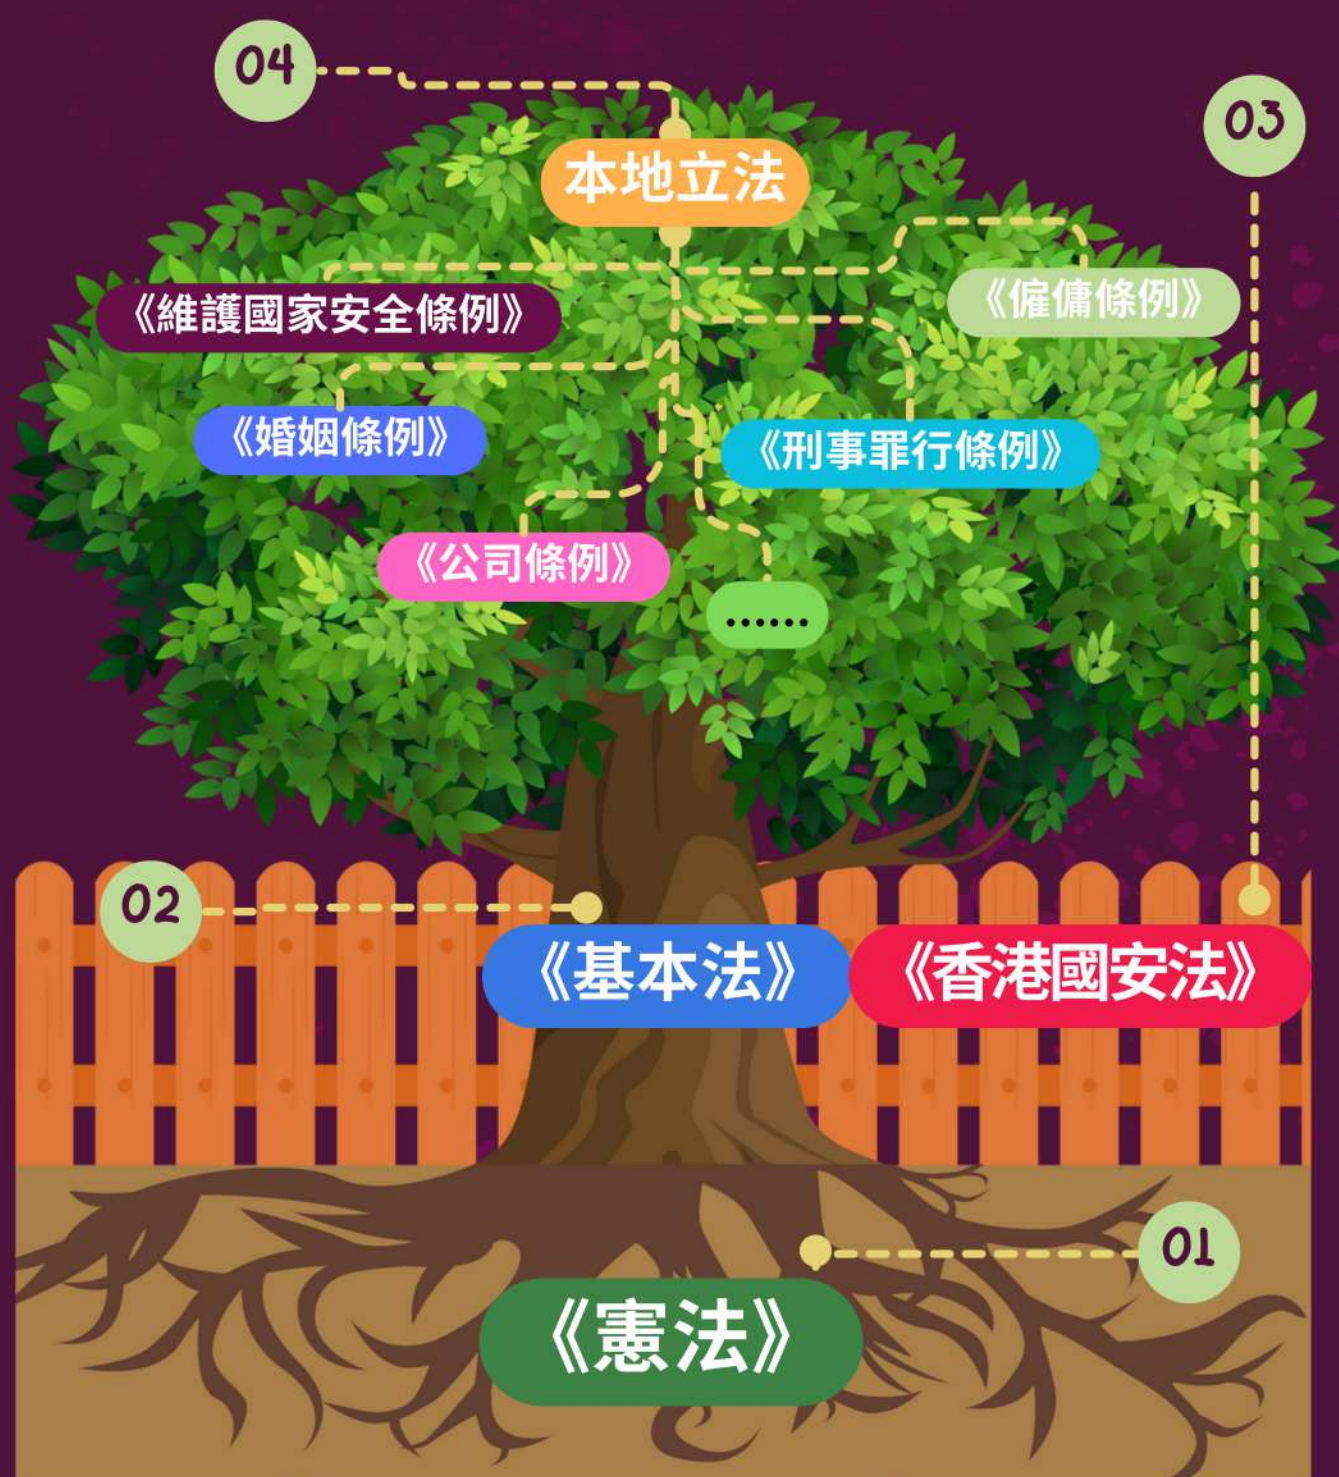 04
03
本地立法
《維護國家安全條例》
《僱傭條例》
《婚姻條例》
《刑事罪行條例》
《公司條例》
......
02
《基本法》
《香港國安法》
01
《憲法》